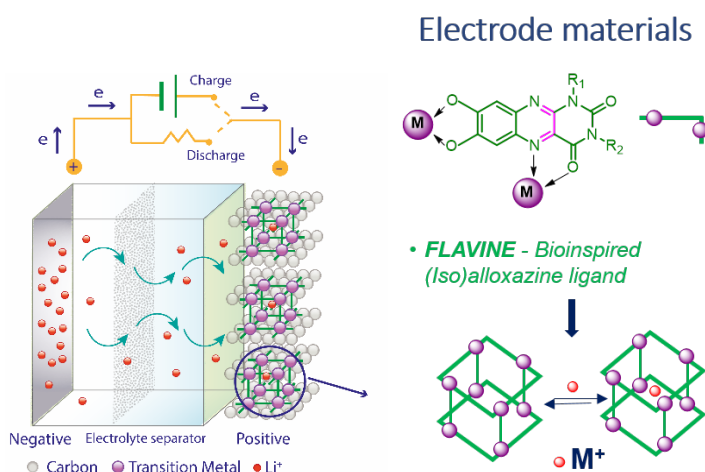 Electrode materials
e
Charge
e
e
Discharge
e
+
-
Negative
Electrolyte separator
Positive
Carbon
Transition Metal
Li⁺
M
O
O
N
N
R₁
N
O
N
R₂
O
M
• FLAVINE - Bioinspired
(Iso)alloxazine ligand
M⁺